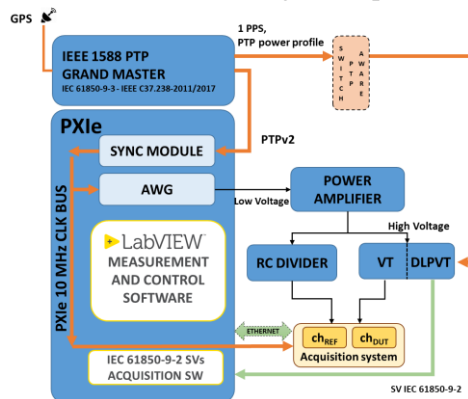 GPS
IEEE 1588 PTP
GRAND MASTER
IEC 61850-9-3 - IEEE C37.238-2011/2017
1 PPS,
PTP power profile
SWITCH
PTP
AWARE
PXIe
PTPv2
SYNC MODULE
AWG
Low Voltage
POWER
AMPLIFIER
High Voltage
PXIe 10 MHz CLK BUS
LabVIEW
MEASUREMENT
AND CONTROL
SOFTWARE
RC DIVIDER
VT
DLPVT
ETHERNET
chREF
chDUT
Acquisition system
IEC 61850-9-2 SVs
ACQUISITION SW
SV IEC 61850-9-2